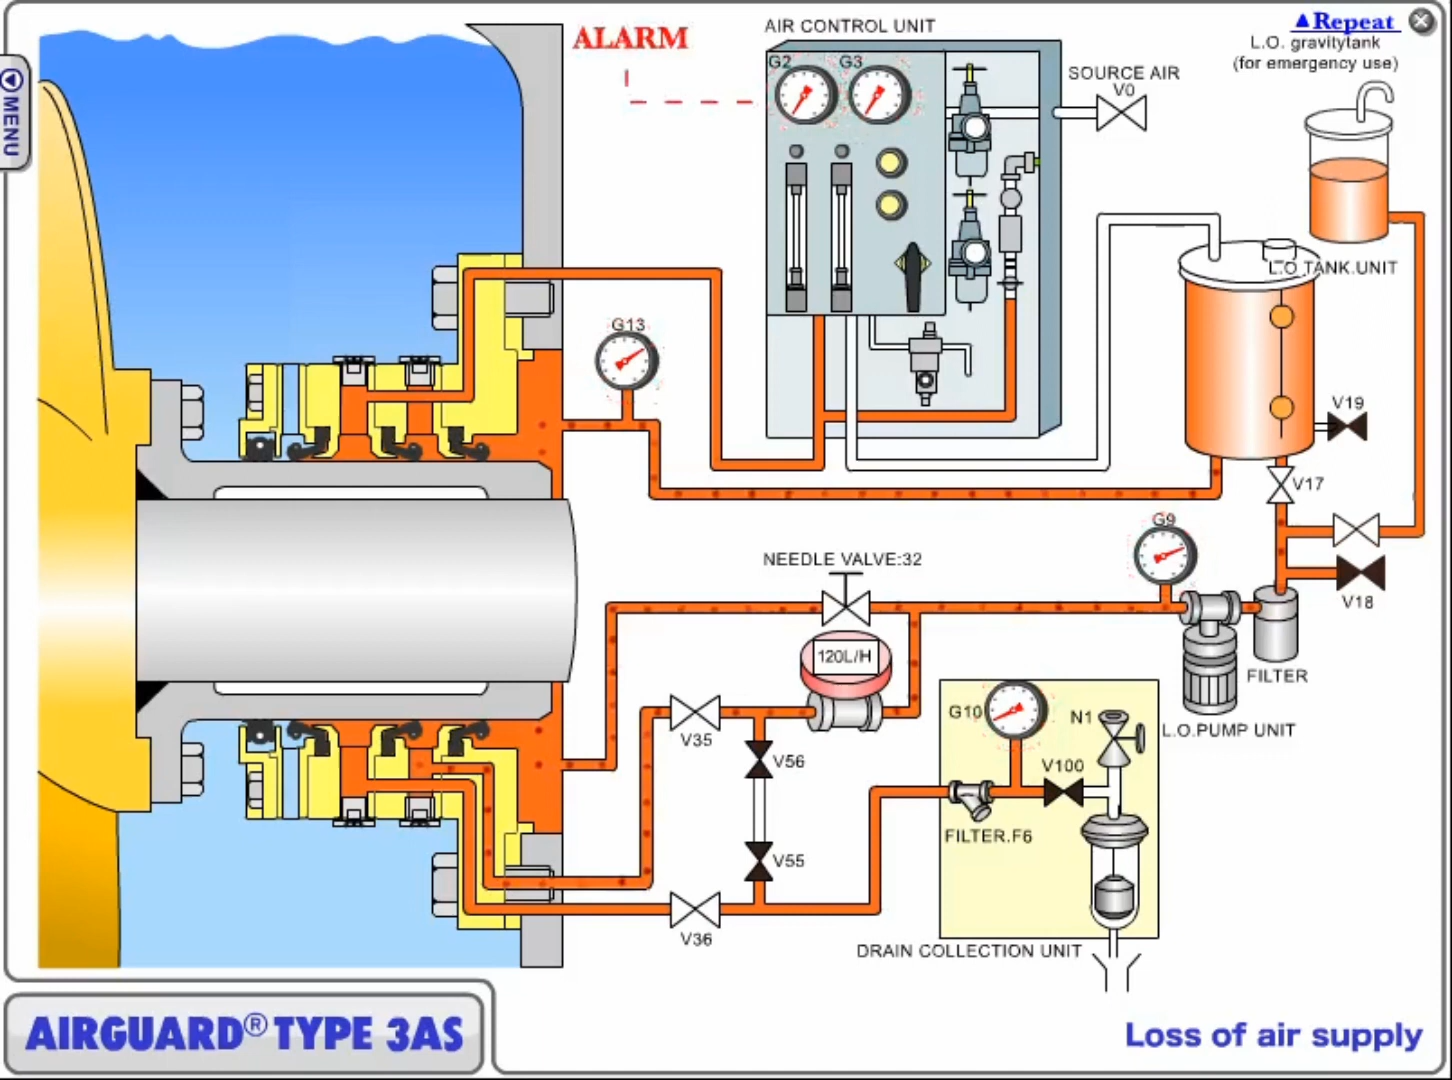 ▲Repeat
ALARM
AIR CONTROL UNIT
L.O. gravitytank
(for emergency use)
G2
G3
SOURCE AIR
V0
MENU
L.O.TANK.UNIT
G13
V19
V17
G9
NEEDLE VALVE:32
V18
120L/H
FILTER
G10
N1
L.O.PUMP UNIT
V35
V56
V100
FILTER.F6
V55
V36
DRAIN COLLECTION UNIT
AIRGUARD® TYPE 3AS
Loss of air supply